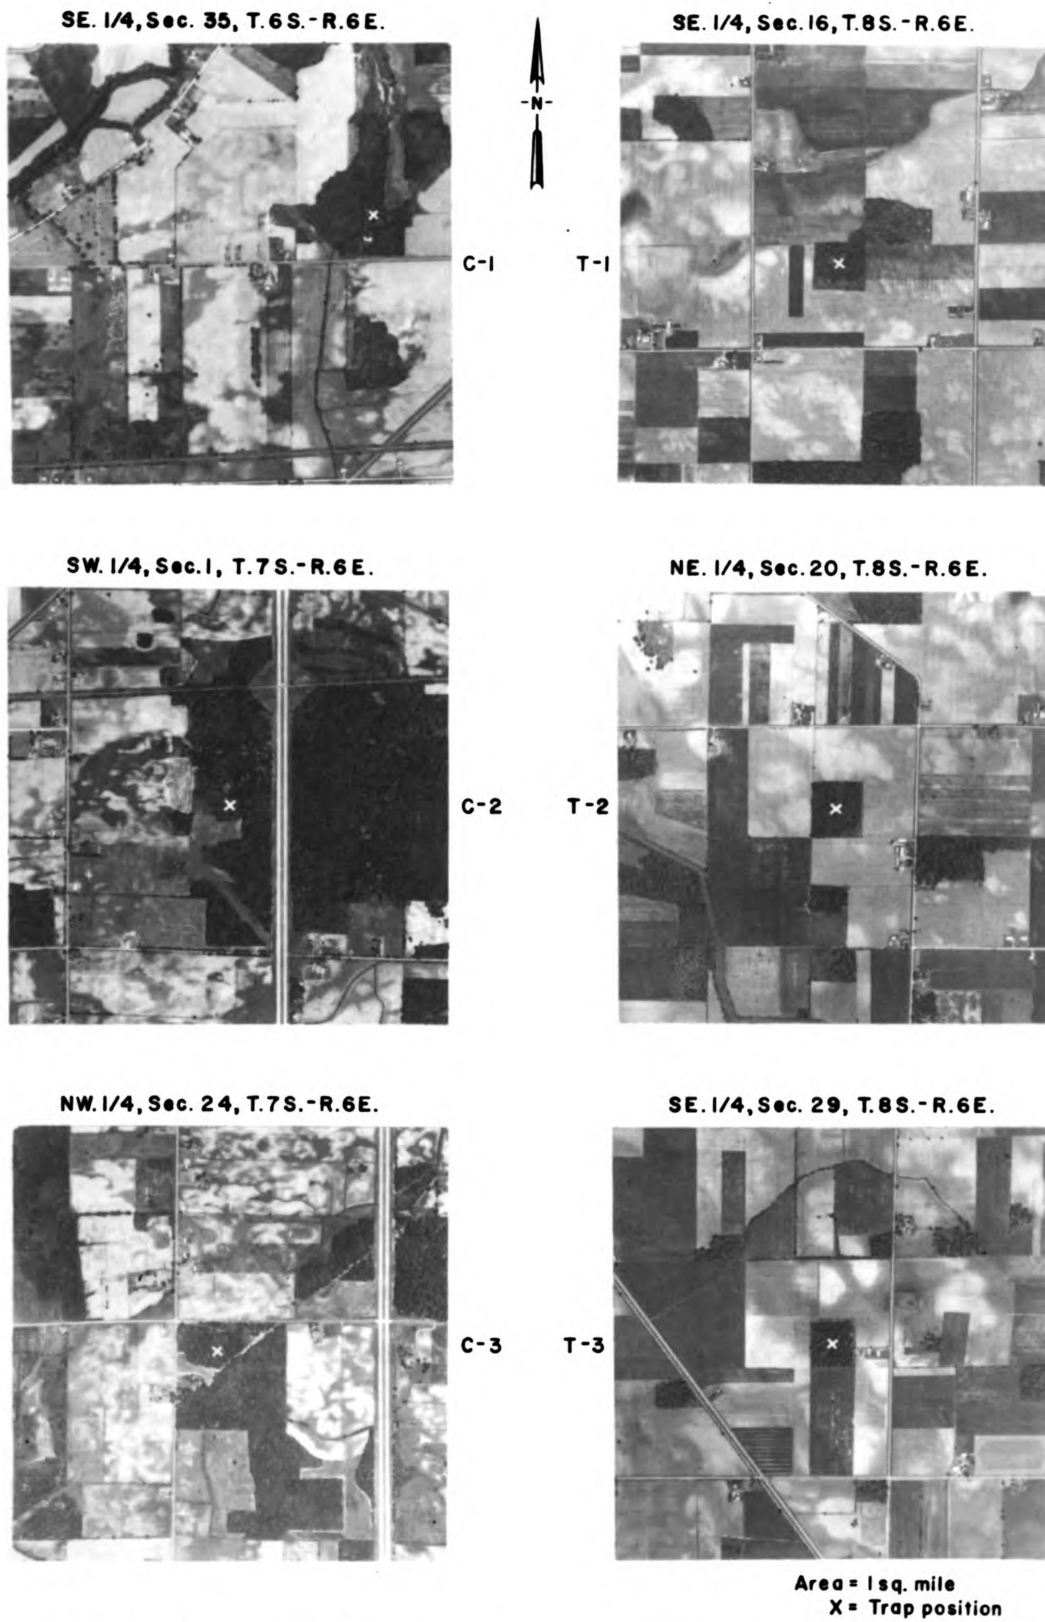 SE. 1/4, Sec. 35, T.6 S.-R.6 E.
SE. 1/4, Sec. 16, T.8 S.-R.6 E.
-N-
C-1
T-1
SW. 1/4, Sec. 1, T.7 S.-R.6 E.
NE. 1/4, Sec. 20, T.8 S.-R.6 E.
C-2
T-2
NW. 1/4, Sec. 24, T.7 S.-R.6 E.
SE. 1/4, Sec. 29, T.8 S.-R.6 E.
C-3
T-3
Area = 1 sq. mile
X = Trap position